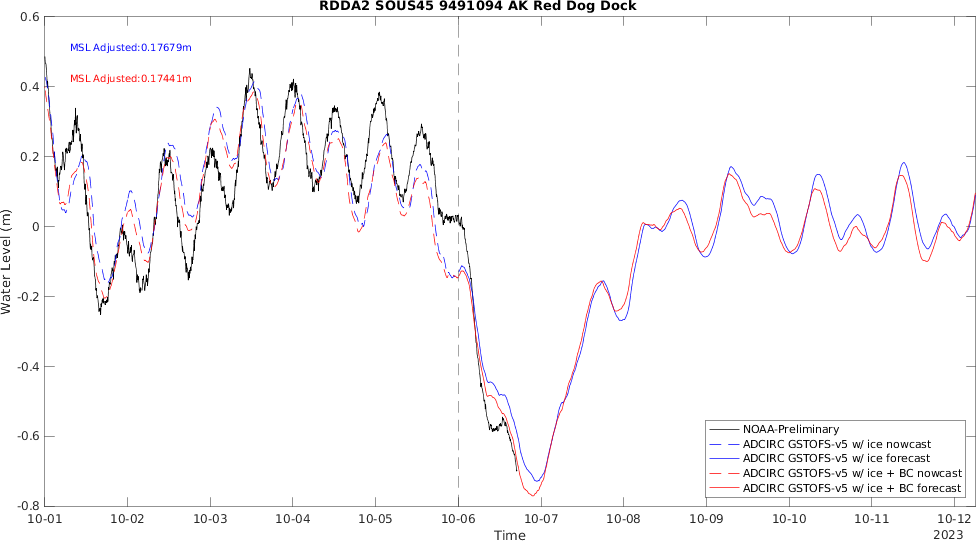 RDDA2 SOUS45 9491094 AK Red Dog Dock
MSL Adjusted:0.17679m
MSL Adjusted:0.17441m
Water Level (m)
0.6
0.4
0.2
0
-0.2
-0.4
-0.6
-0.8
NOAA-Preliminary
ADCIRC GSTOFS-v5 w/ ice nowcast
ADCIRC GSTOFS-v5 w/ ice forecast
ADCIRC GSTOFS-v5 w/ ice + BC nowcast
ADCIRC GSTOFS-v5 w/ ice + BC forecast
10-01 10-02 10-03 10-04 10-05 10-06 10-07 10-08 10-09 10-10 10-11 10-12
Time
2023